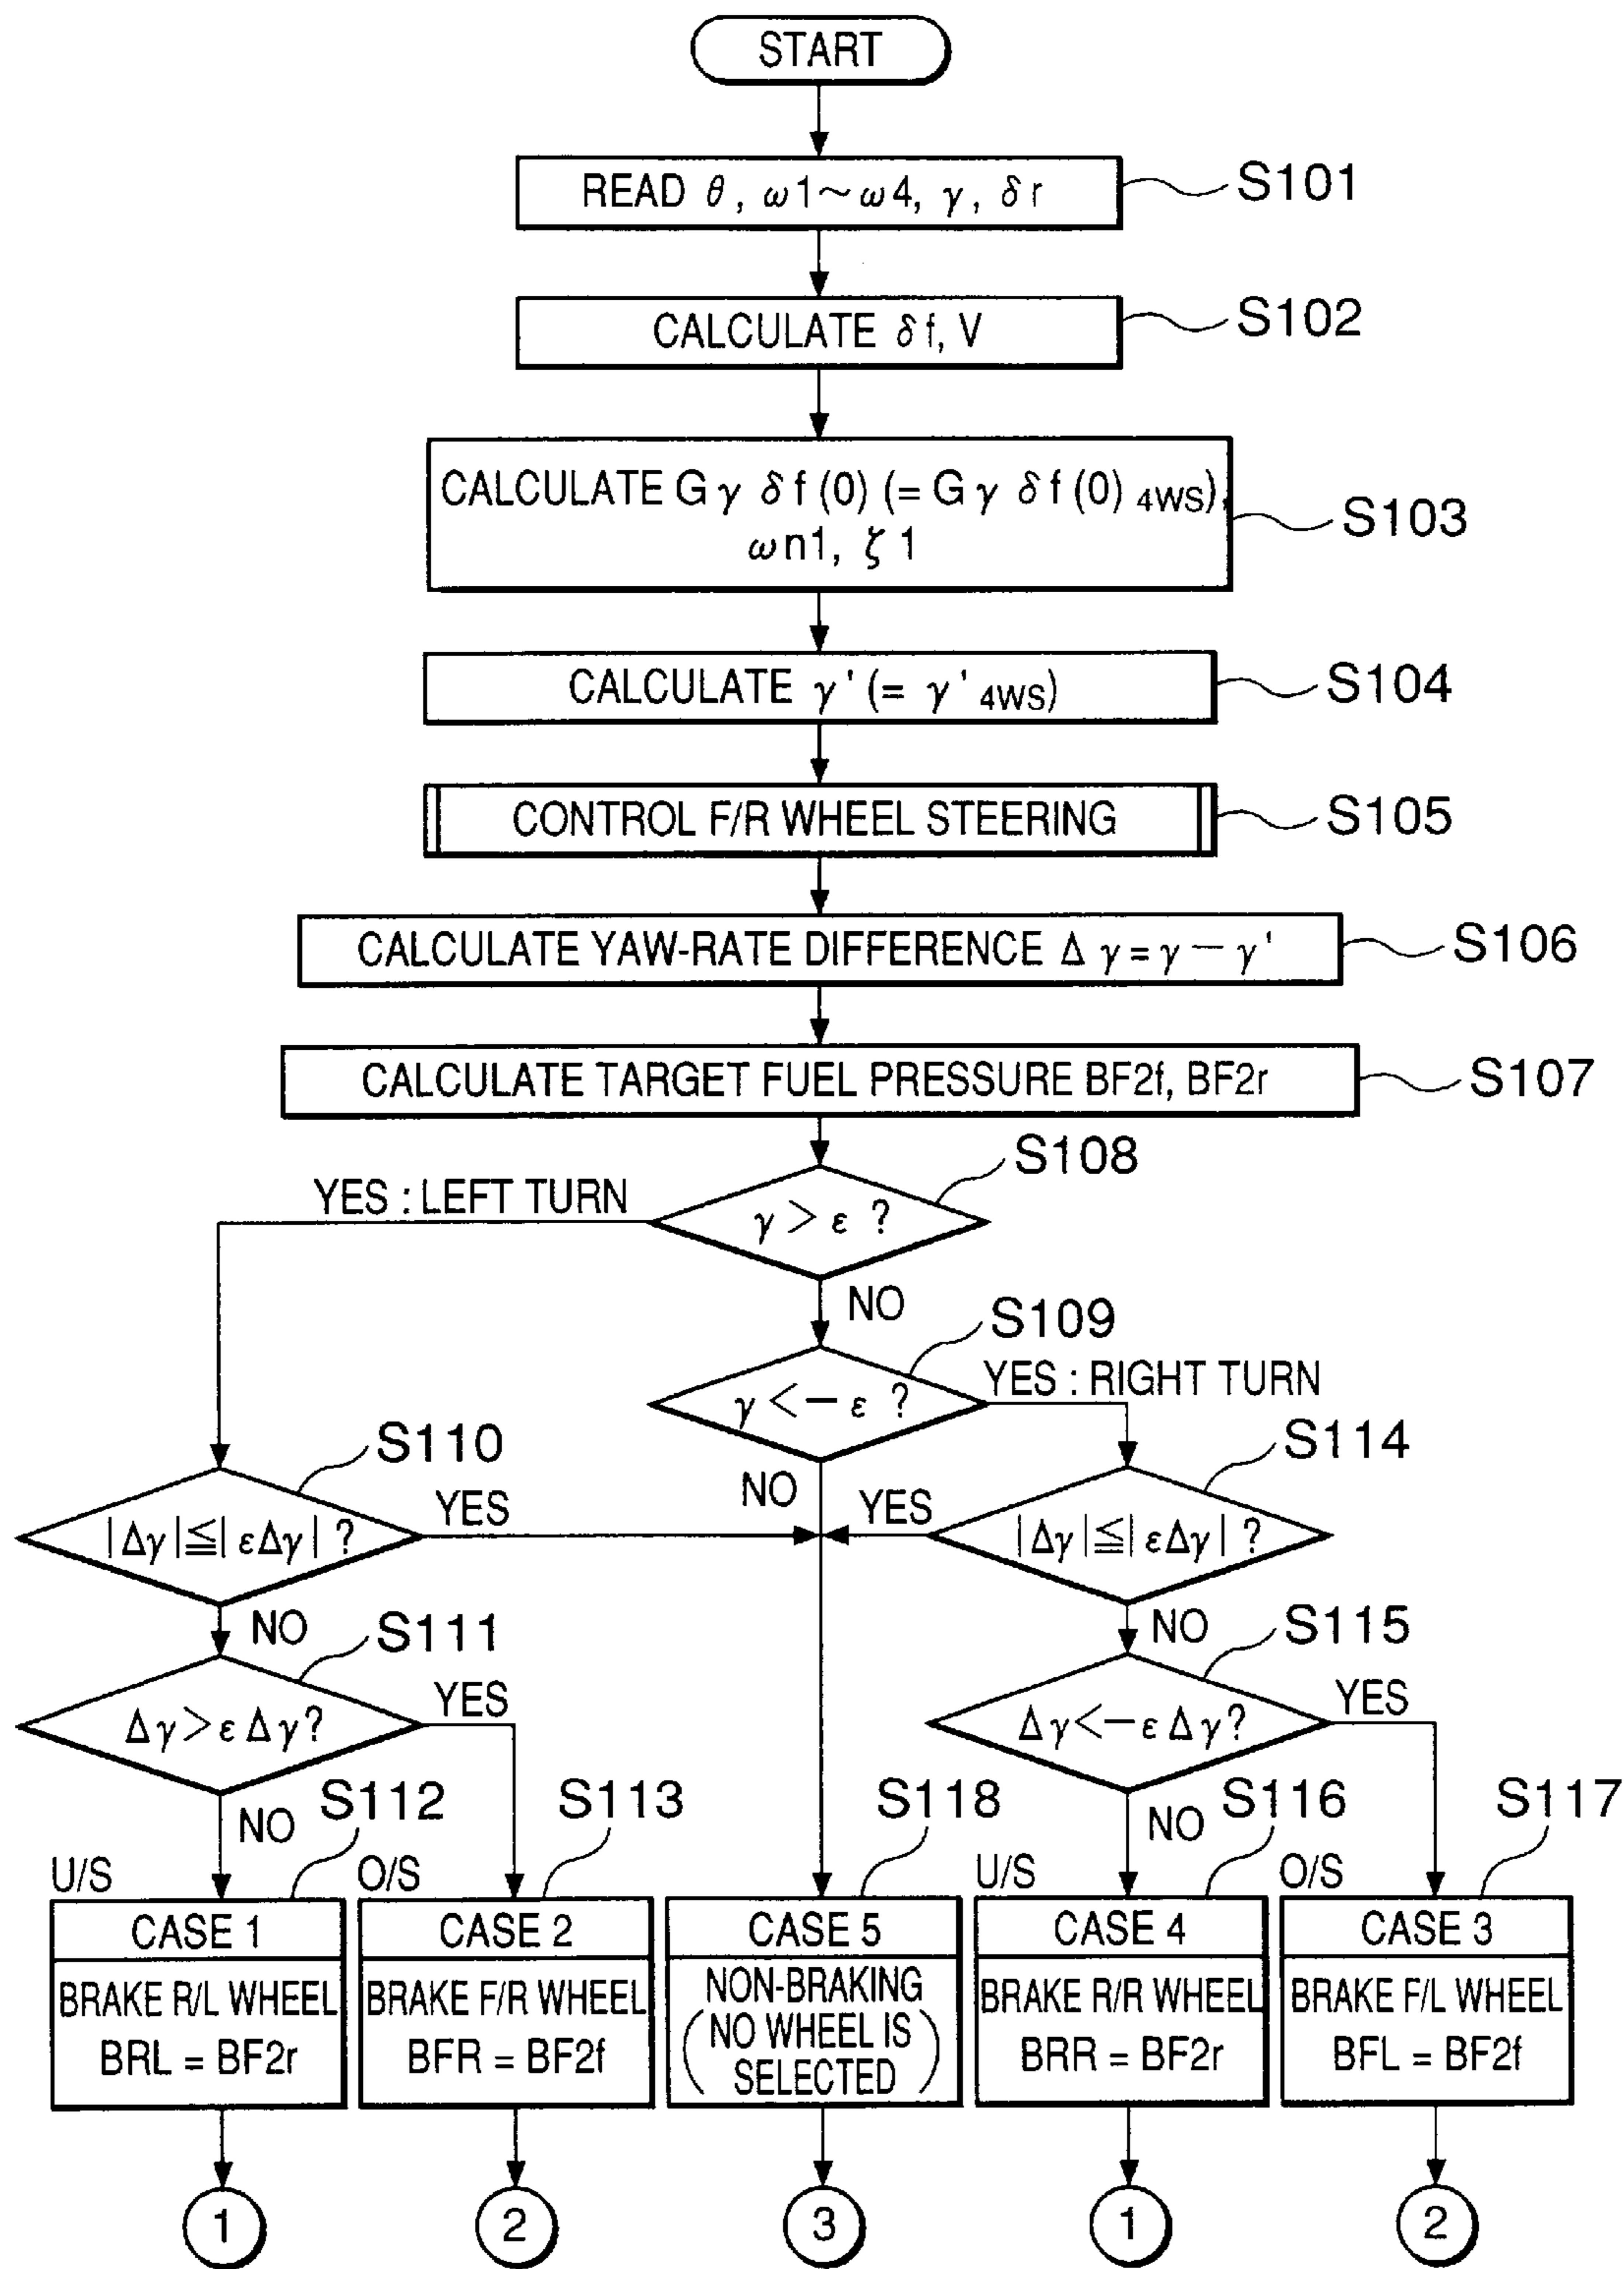 START
READ θ, ω1~ω4, γ, δr
S101
CALCULATE δf, V
S102
CALCULATE Gγδf(0) (= Gγδf(0) 4WS),
ωn1, ζ1
S103
CALCULATE γ' (= γ' 4WS)
S104
CONTROL F/R WHEEL STEERING
S105
CALCULATE YAW-RATE DIFFERENCE Δγ = γ — γ'
S106
CALCULATE TARGET FUEL PRESSURE BF2f, BF2r
S107
S108
YES : LEFT TURN
γ > ε ?
NO
S109
YES : RIGHT TURN
γ < — ε ?
S110
S114
NO
YES
YES
|Δγ|≦|εΔγ| ?
|Δγ|≦|εΔγ| ?
NO
S111
NO
S115
YES
YES
Δγ > εΔγ?
Δγ < — εΔγ?
S112
S113
S118
S116
S117
NO
NO
U/S
O/S
U/S
O/S
CASE 1
BRAKE R/L WHEEL
BRL = BF2r
CASE 2
BRAKE F/R WHEEL
BFR = BF2f
CASE 5
NON-BRAKING
(NO WHEEL IS
SELECTED)
CASE 4
BRAKE R/R WHEEL
BRR = BF2r
CASE 3
BRAKE F/L WHEEL
BFL = BF2f
1
2
3
1
2